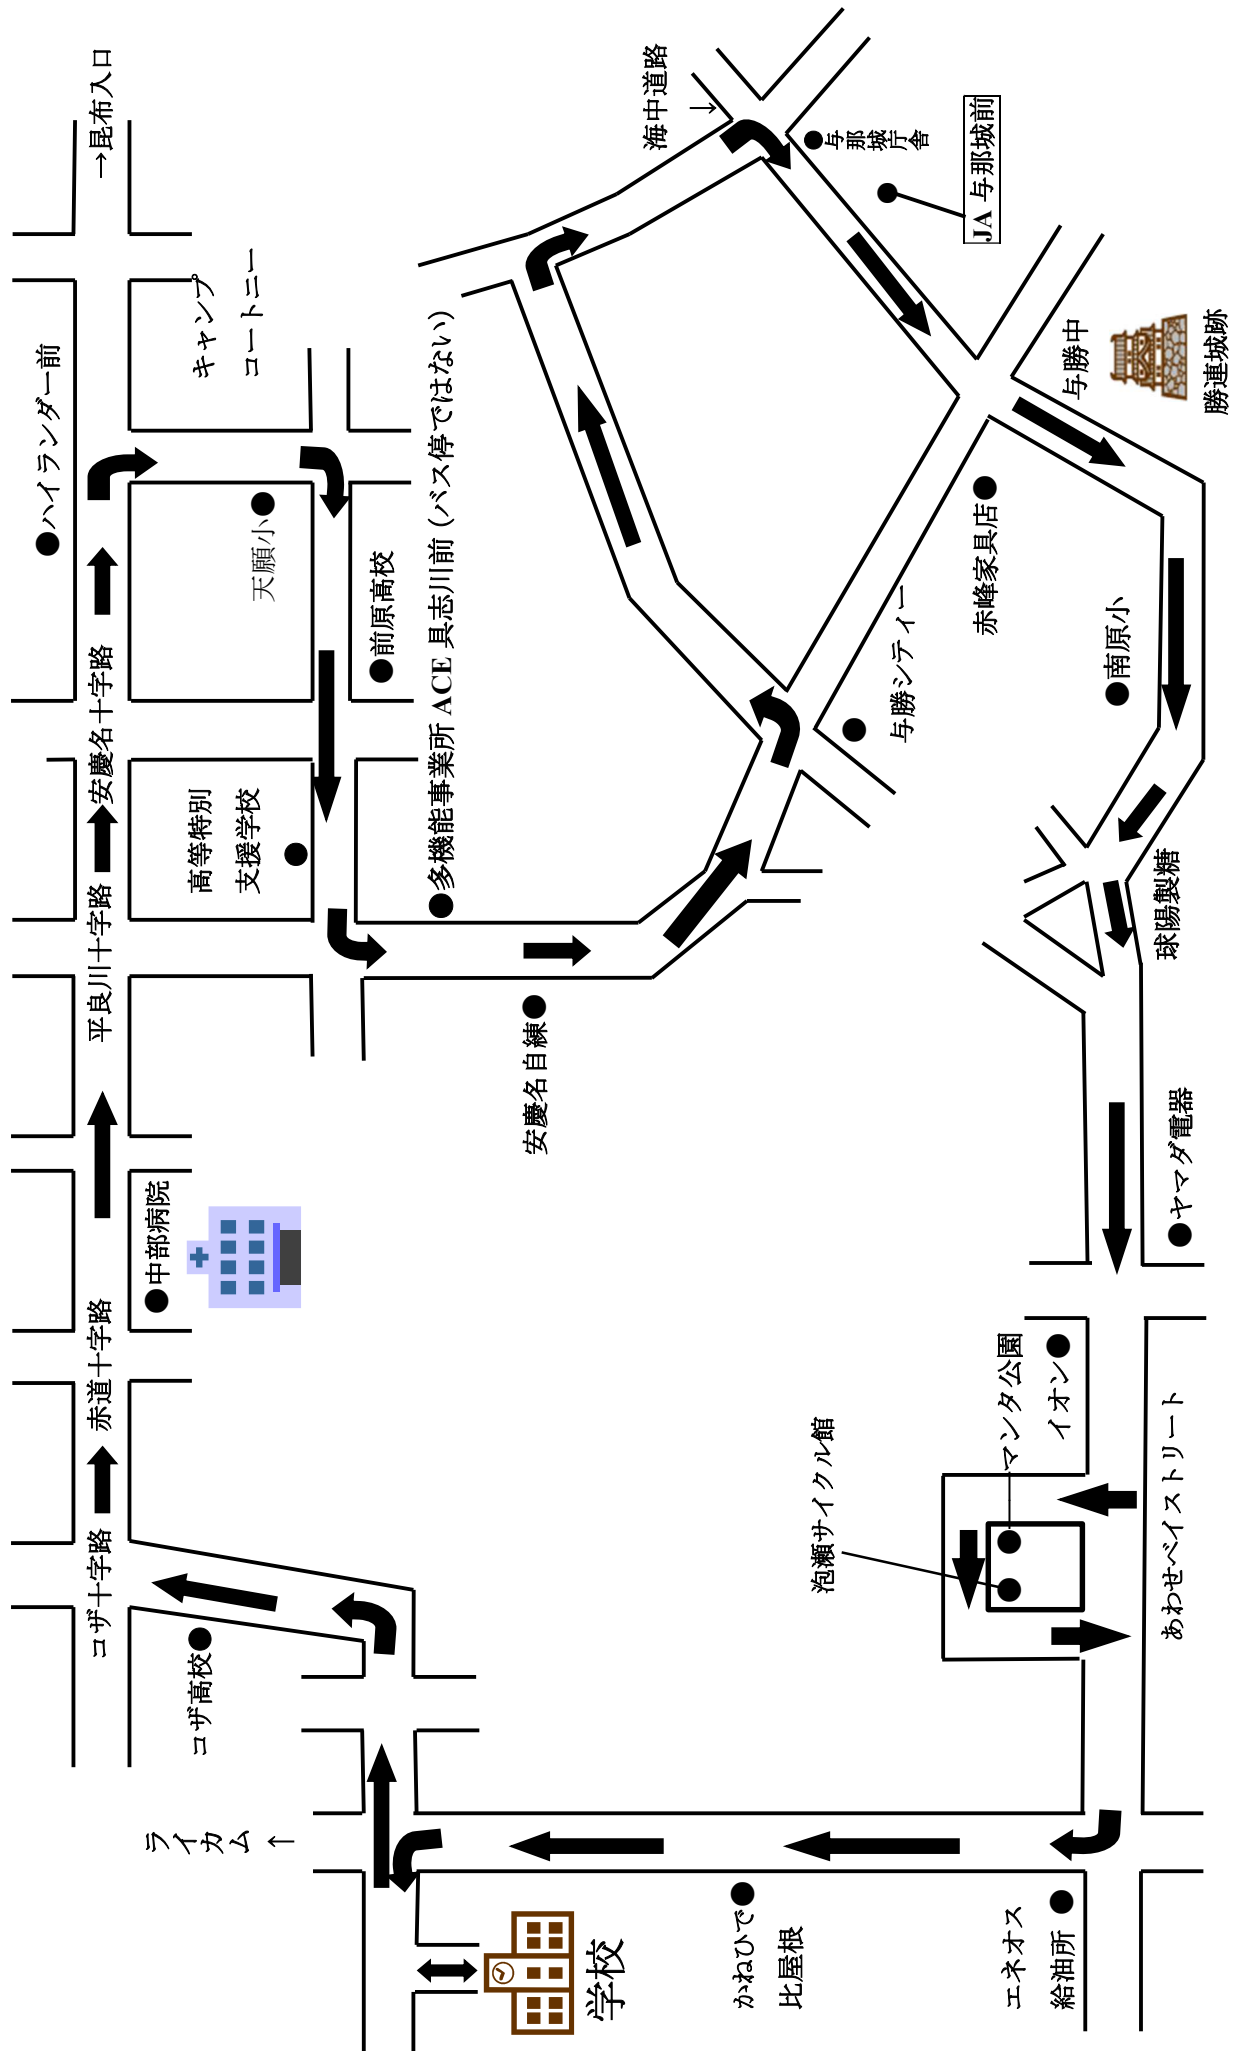 →昆布入口
海中道路
→
与那城庁舎
JA 与那城前
キャンプ
コートニー
●ハイランダー前
与勝中
勝連城跡
天願小●
●前原高校
●多機能事業所 ACE 具志川前（バス停ではない）
赤峰家具店●
与勝シティー
●南原小
安慶名十字路
高等特別
支援学校
平良川十字路
球陽製糖
安慶名自練●
●中部病院
●ヤマダ電器
赤道十字路
マンタ公園
イオン●
泡瀬サイクル館
あわせベイストリート
コザ十字路
コザ高校●
ライカム
↑
学校
かねひで●
比屋根
エネオス
給油所●